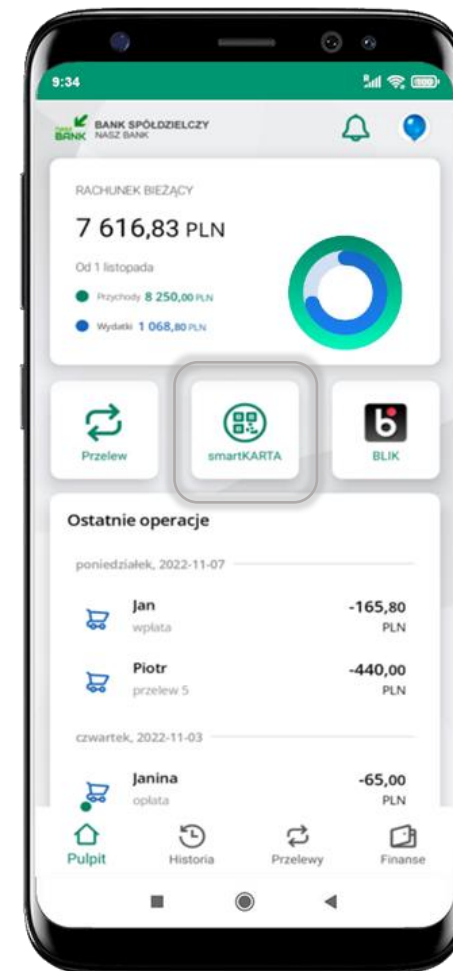 9:34
100
nasz
BANK
BANK SPÓŁDZIELCZY
NASZ BANK
RACHUNEK BIEŻĄCY
7 616,83 PLN
Od 1 listopada
Przychody 8 250,00 PLN
Wydatki 1 068,80 PLN
Przelew
smartKARTA
b
BLIK
Ostatnie operacje
poniedziałek, 2022-11-07
Jan -165,80
wpłata PLN
Piotr -440,00
przelew 5 PLN
czwartek, 2022-11-03
Janina -65,00
opłata PLN
Pulpit Historia Przelewy Finanse